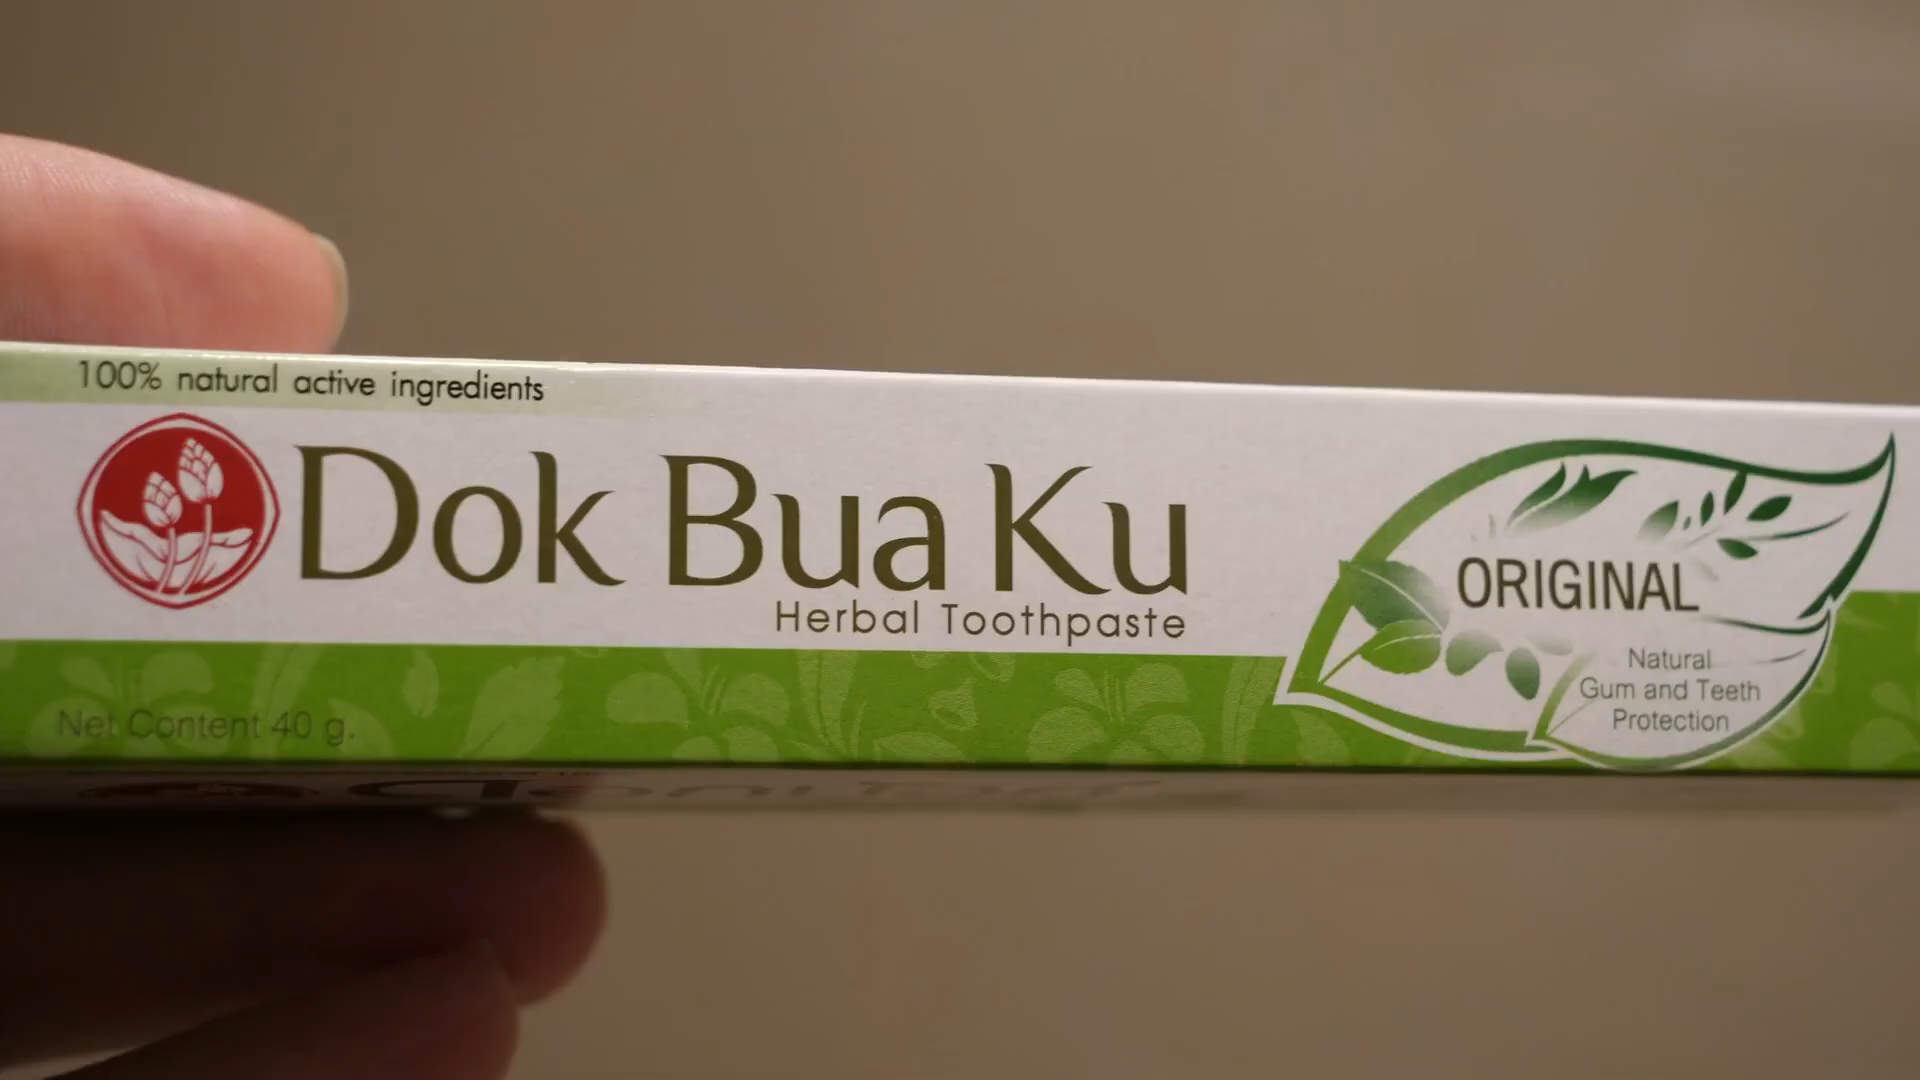 100% natural active ingredients
Dok Bua Ku
Herbal Toothpaste
ORIGINAL
Natural
Gum and Teeth
Protection
Net Content 40 g.